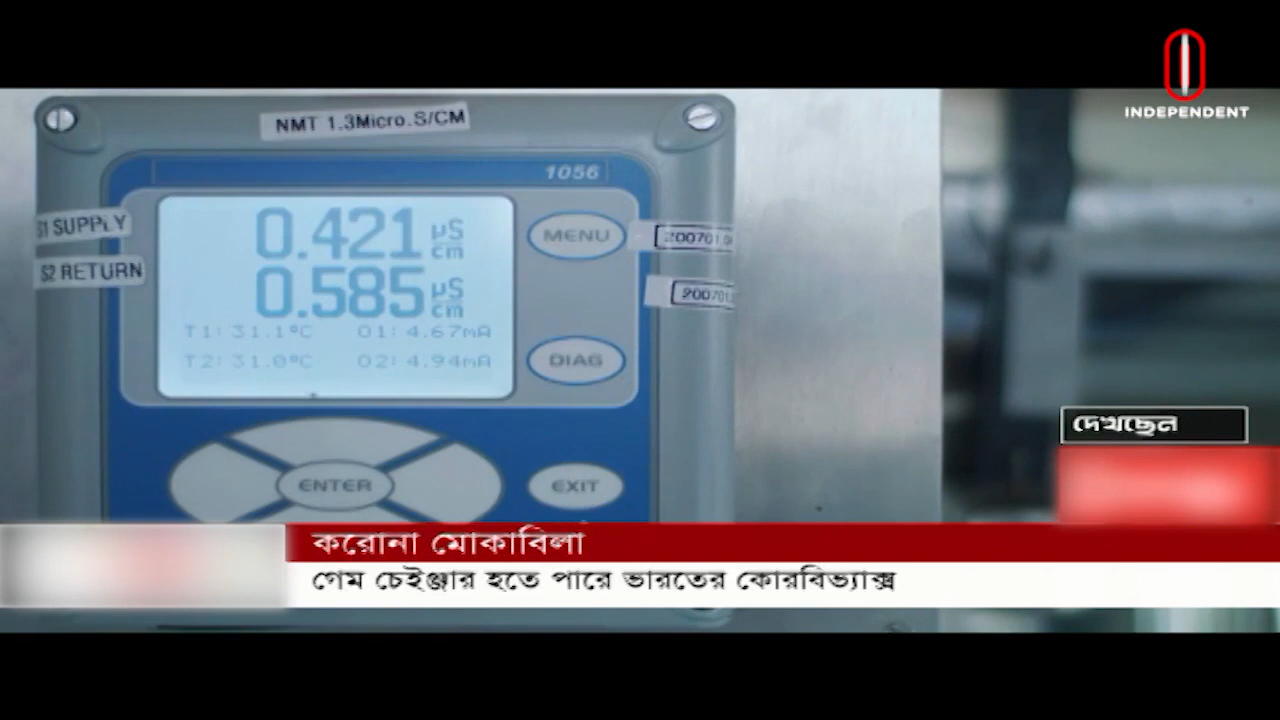 INDEPENDENT
NMT 1.3Micro.S/CM
1056
S1 SUPPLY
S2 RETURN
0.421 µS/cm
0.585 µS/cm
T1: 31.1°C O1: 4.67mA
T2: 31.0°C O2: 4.94mA
MENU
DIAG
ENTER
EXIT
দেখছেন
করোনা মোকাবিলা
গেম চেইঞ্জার হতে পারে ভারতের কোরবিভ্যাক্স